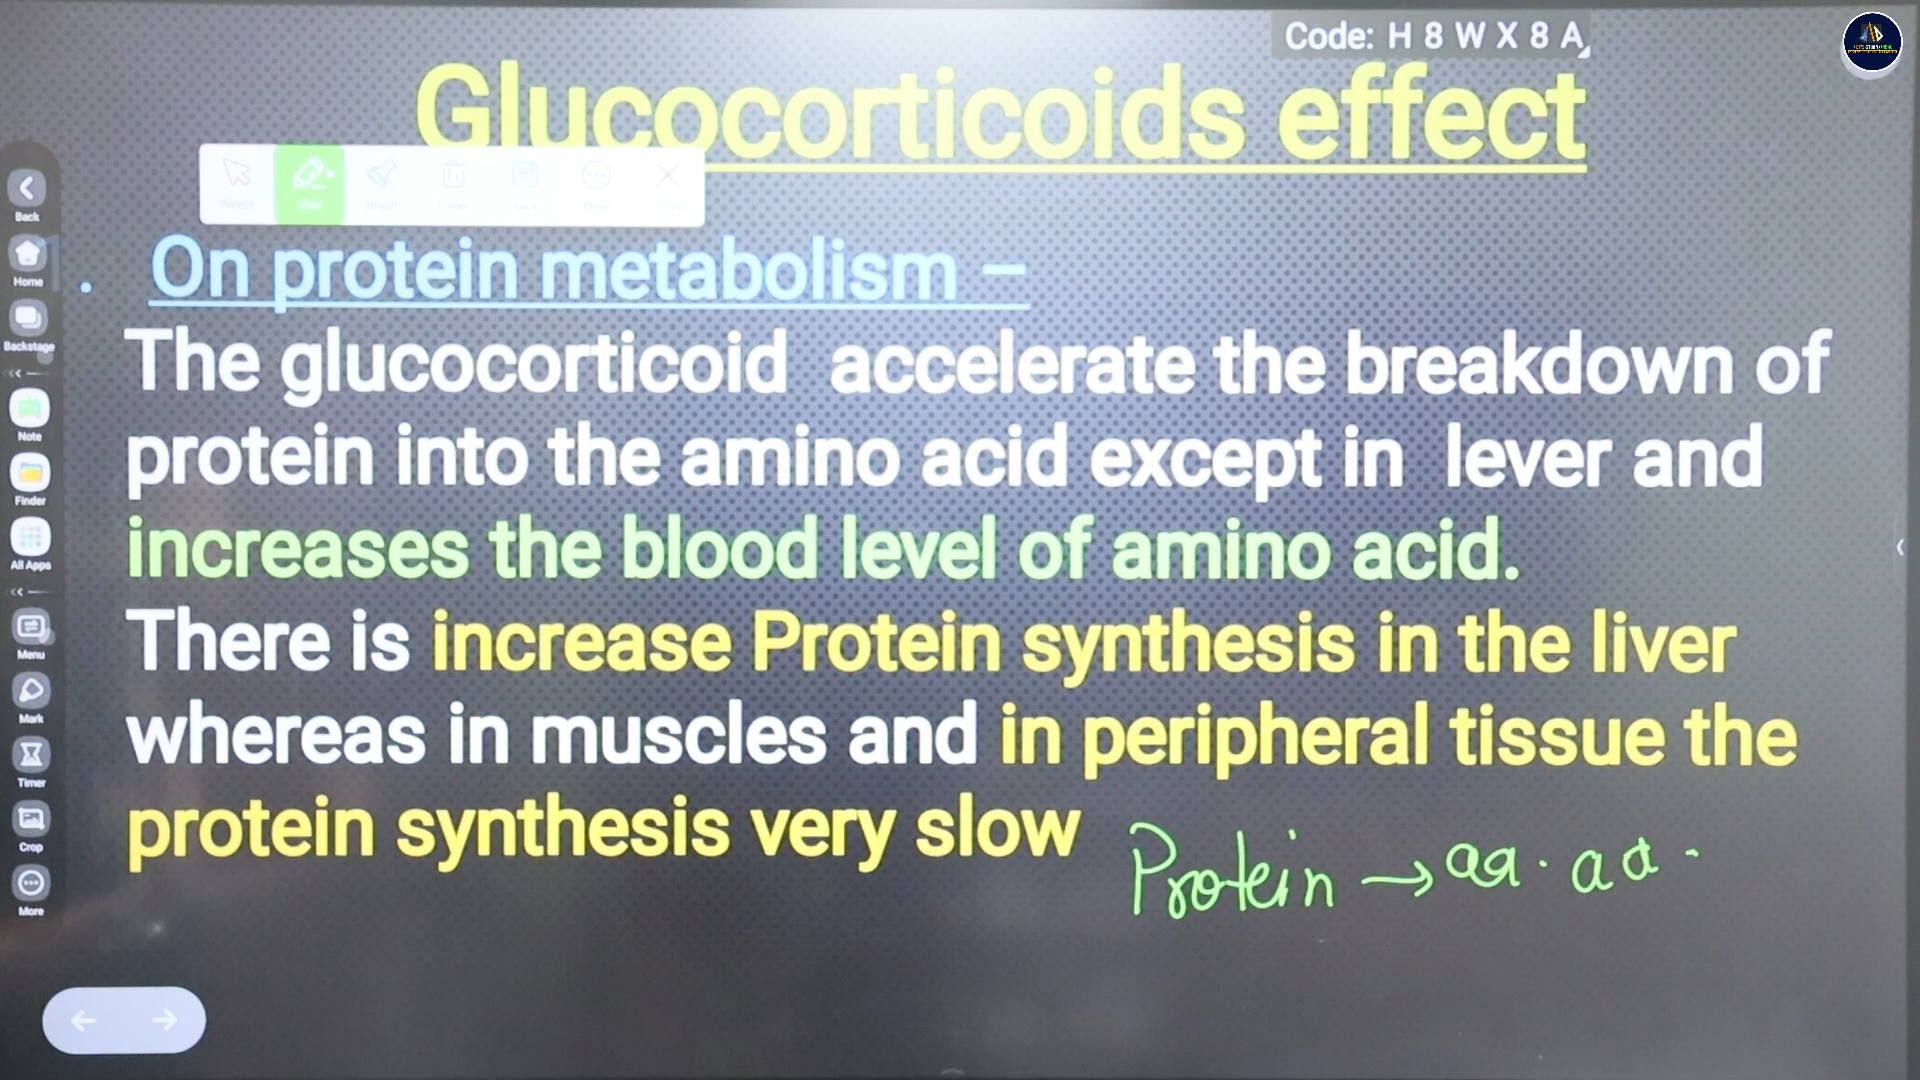 Code: H 8 W X 8 A
Glucocorticoids effect
Back
Home
Backstage
Note
Finder
All Apps
Menu
Mark
Timer
Crop
More
Select
. On protein metabolism –
The glucocorticoid accelerate the breakdown of
protein into the amino acid except in lever and
increases the blood level of amino acid.
There is increase Protein synthesis in the liver
whereas in muscles and in peripheral tissue the
protein synthesis very slow
Protein → aa. aa.